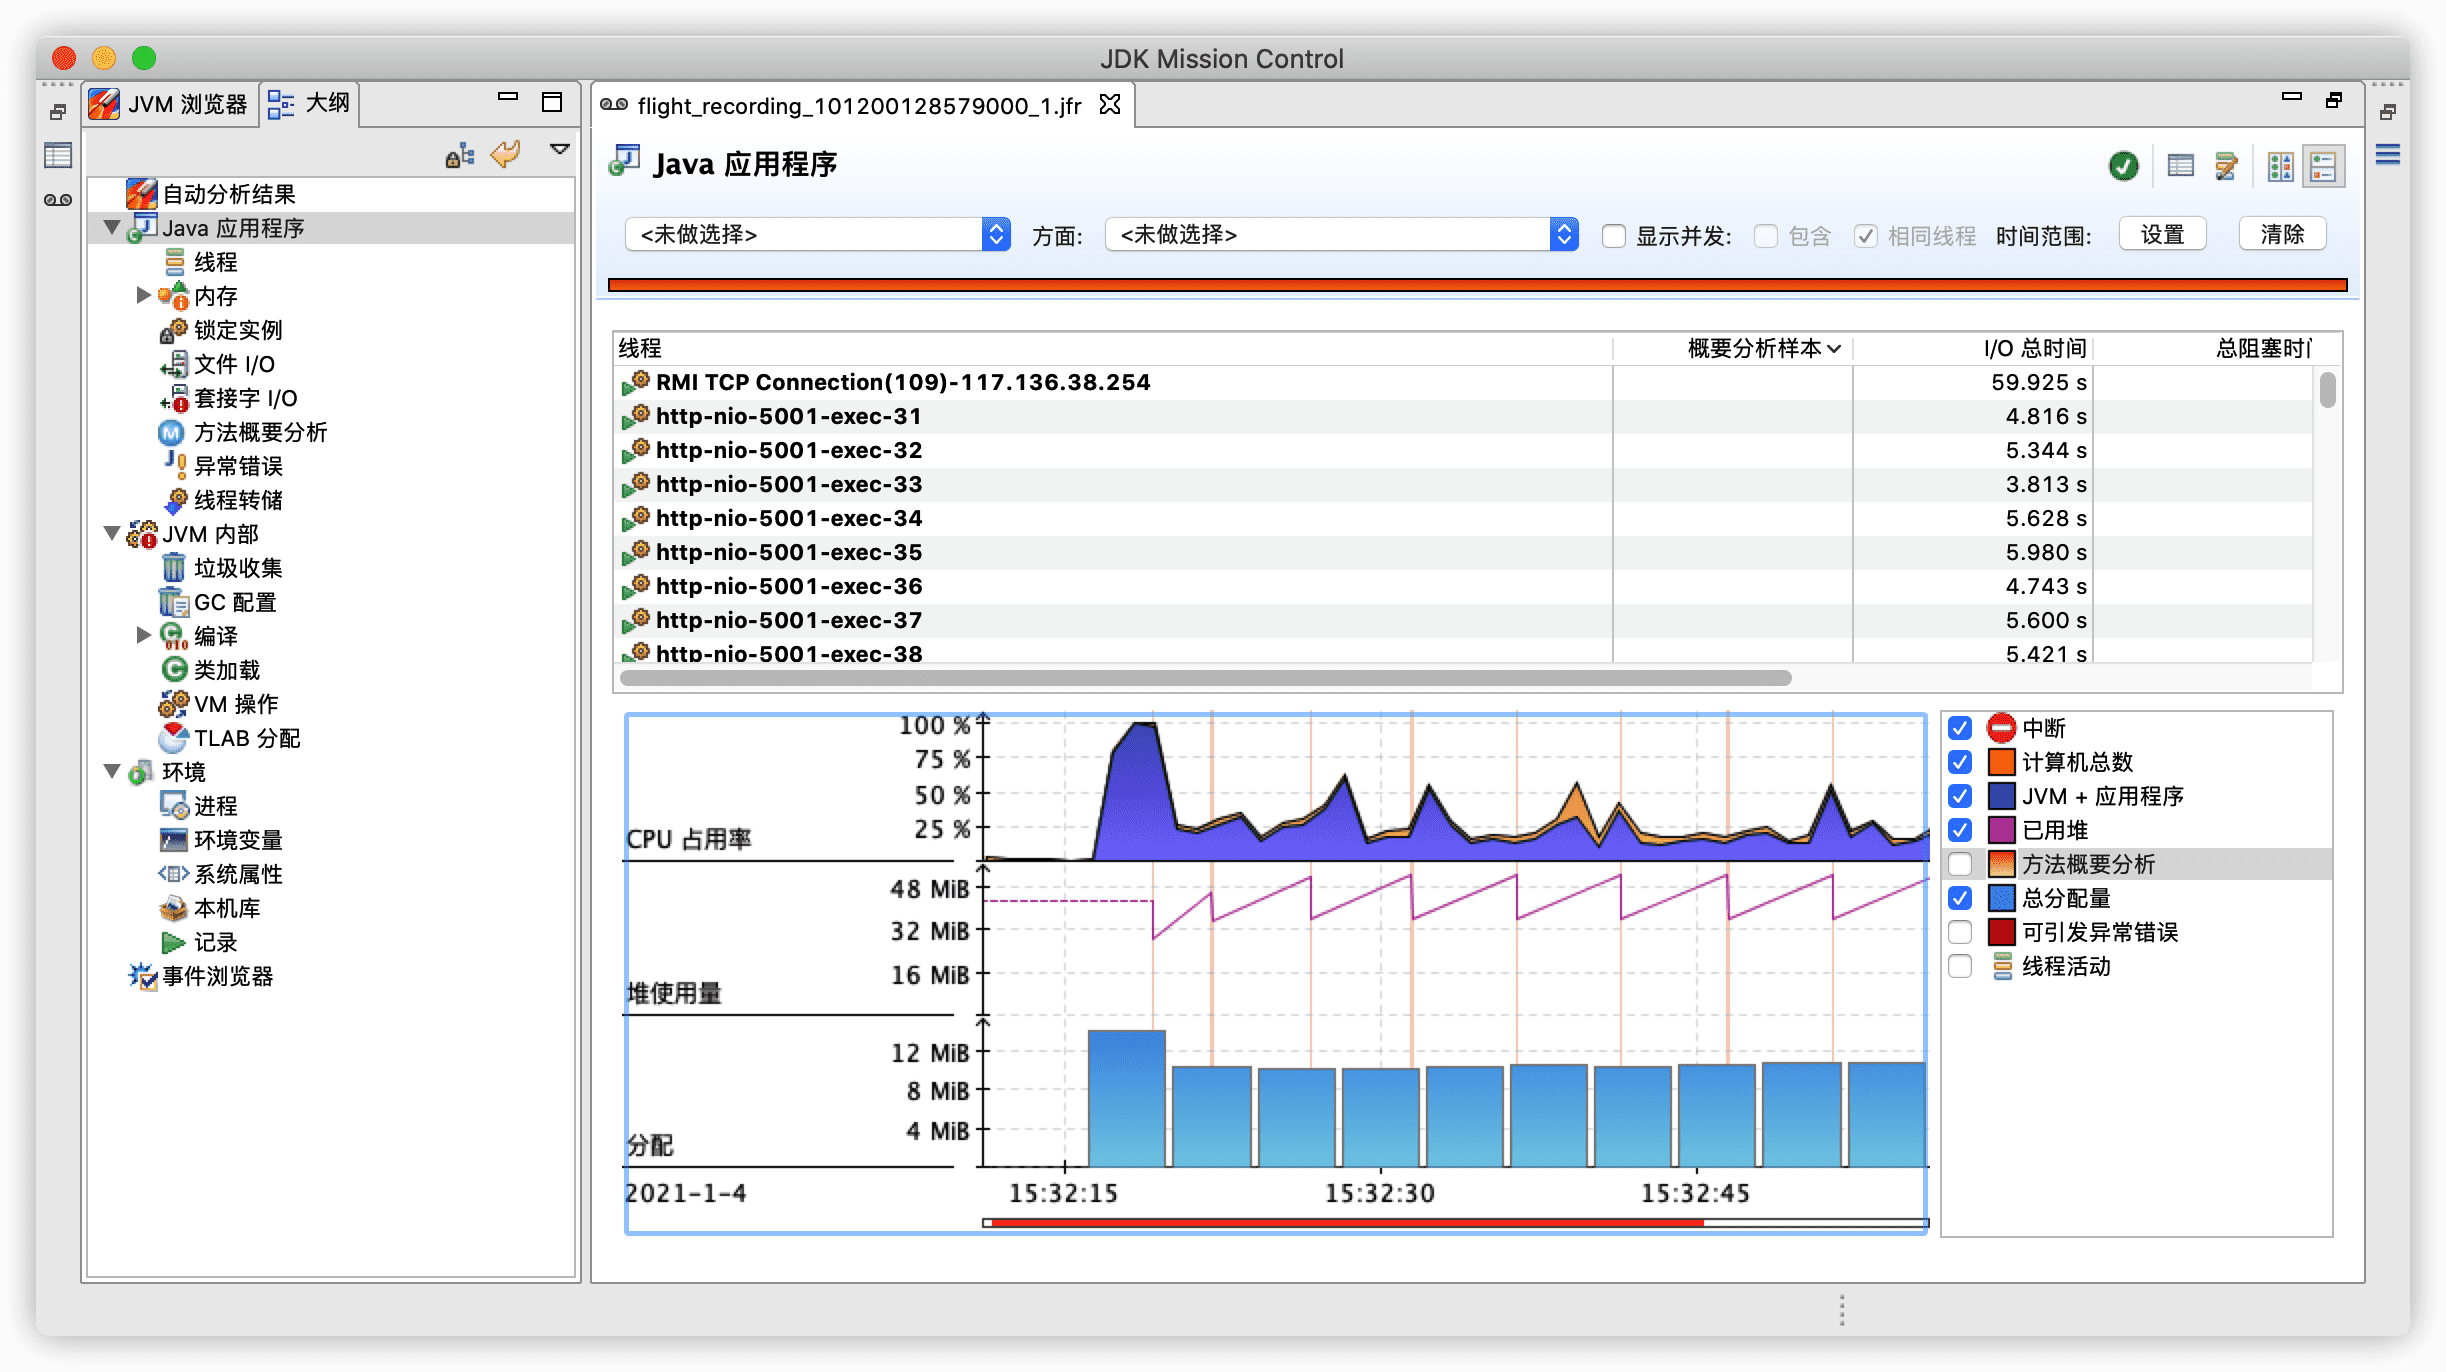 JDK Mission Control
JVM 浏览器
大纲
flight_recording_101200128579000_1.jfr
自动分析结果
Java 应用程序
线程
内存
锁定实例
文件 I/O
套接字 I/O
方法概要分析
异常错误
线程转储
JVM 内部
垃圾收集
GC 配置
编译
类加载
VM 操作
TLAB 分配
环境
进程
环境变量
系统属性
本机库
记录
事件浏览器
Java 应用程序
<未做选择> 方面: <未做选择> 显示并发: 包含 相同线程 时间范围: 设置 清除
线程 概要分析样本 I/O 总时间 总阻塞时
RMI TCP Connection(109)-117.136.38.254 59.925 s
http-nio-5001-exec-31 4.816 s
http-nio-5001-exec-32 5.344 s
http-nio-5001-exec-33 3.813 s
http-nio-5001-exec-34 5.628 s
http-nio-5001-exec-35 5.980 s
http-nio-5001-exec-36 4.743 s
http-nio-5001-exec-37 5.600 s
http-nio-5001-exec-38 5.421 s
100 %
75 %
50 %
25 %
CPU 占用率
48 MiB
32 MiB
16 MiB
堆使用量
12 MiB
8 MiB
4 MiB
分配
2021-1-4 15:32:15 15:32:30 15:32:45
中断
计算机总数
JVM + 应用程序
已用堆
方法概要分析
总分配量
可引发异常错误
线程活动